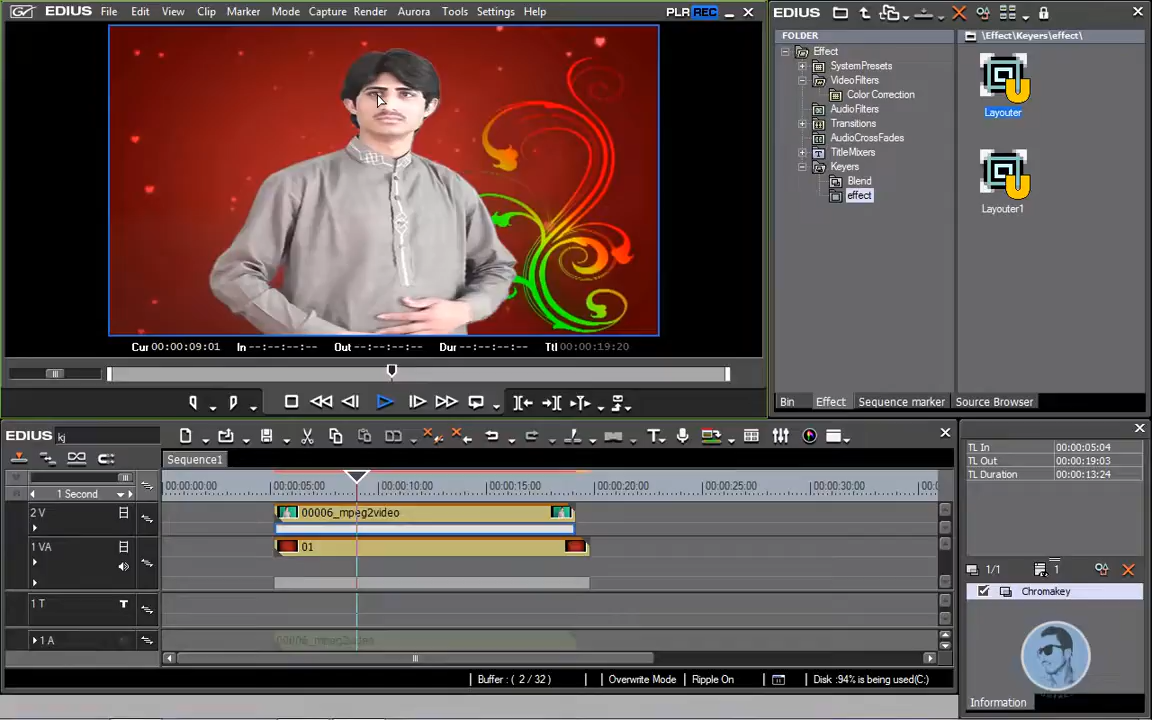 EDIUS File Edit View Clip Marker Mode Capture Render Aurora Tools Settings Help PLR REC
EDIUS
FOLDER
\Effect\Keyers\effect\
Effect
SystemPresets
VideoFilters
Color Correction
AudioFilters
Transitions
AudioCrossFades
TitleMixers
Keyers
Blend
effect
Layouter
Layouter1
Cur 00:00:09:01 In --:--:--:-- Out --:--:--:-- Dur --:--:--:-- Ttl 00:00:19:20
Bin Effect Sequence marker Source Browser
EDIUS kj
Sequence1
1 Second
00:00:00:00 00:00:05:00 00:00:10:00 00:00:15:00 00:00:20:00 00:00:25:00 00:00:30:00
2 V 00006_mpeg2video
1 VA 01
1 T T
1 A 00006_mpeg2video
TL In 00:00:05:04
TL Out 00:00:19:03
TL Duration 00:00:13:24
1/1 1
Chromakey
Information
Buffer : ( 2 / 32 ) Overwrite Mode Ripple On Disk :94% is being used(C:)